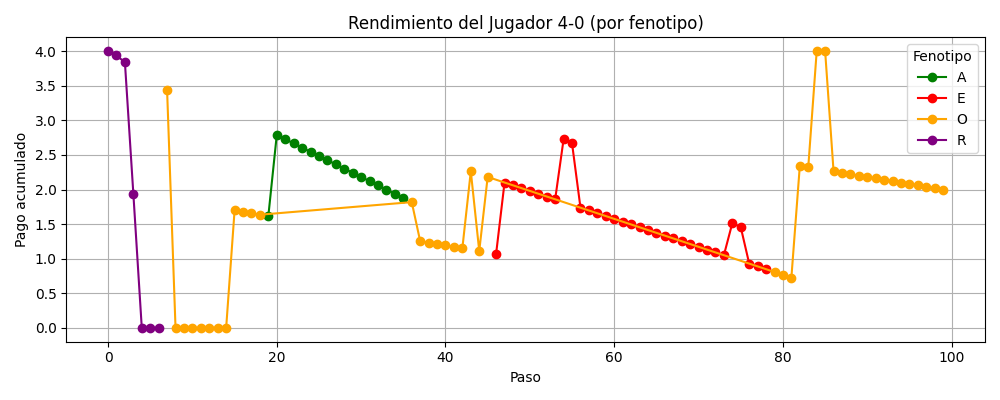 Rendimiento del Jugador 4-0 (por fenotipo)
Pago acumulado
4.0
3.5
3.0
2.5
2.0
1.5
1.0
0.5
0.0
Fenotipo
A
E
O
R
0 20 40 60 80 100
Paso